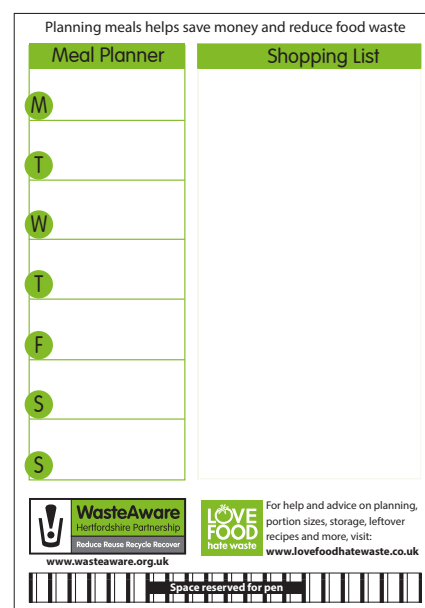 Planning meals helps save money and reduce food waste
Meal Planner
Shopping List
M
T
W
T
F
S
S
WasteAware
Hertfordshire Partnership
Reduce Reuse Recycle Recover
www.wasteaware.org.uk
LOVE
FOOD
hate waste
For help and advice on planning,
portion sizes, storage, leftover
recipes and more, visit:
www.lovefoodhatewaste.co.uk
Space reserved for pen